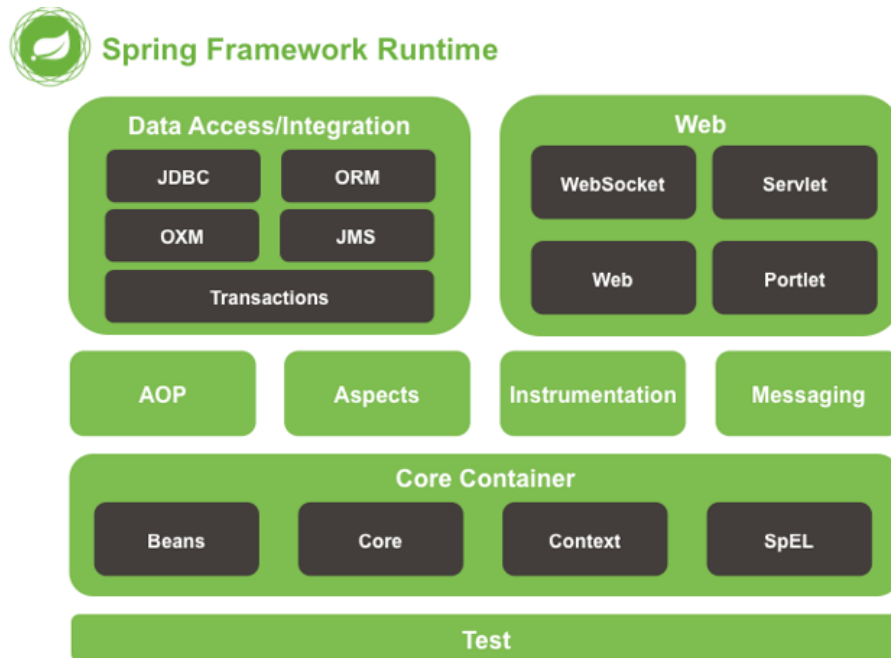 Spring Framework Runtime
Data Access/Integration
JDBC ORM
OXM JMS
Transactions
Web
WebSocket Servlet
Web Portlet
AOP Aspects Instrumentation Messaging
Core Container
Beans Core Context SpEL
Test